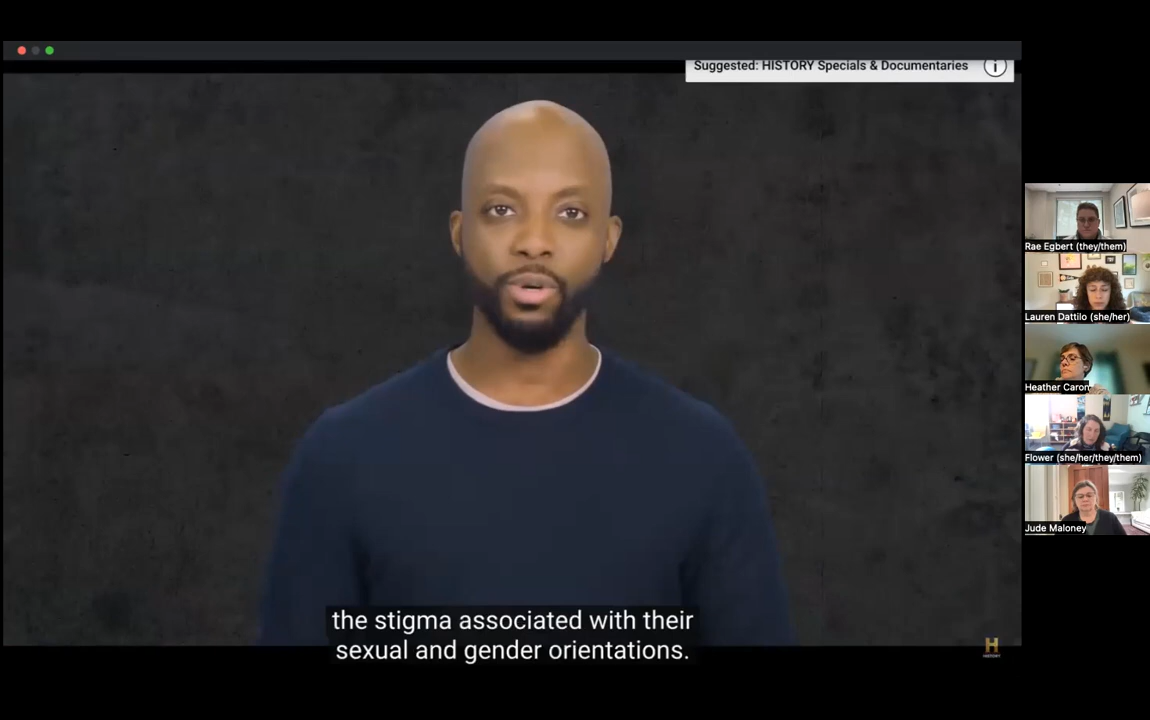 Suggested: HISTORY Specials & Documentaries
i
Rae Egbert (they/them)
Lauren Dattilo (she/her)
Heather Caron
Flower (she/her/they/them)
Jude Maloney
the stigma associated with their
sexual and gender orientations.
H
HISTORY